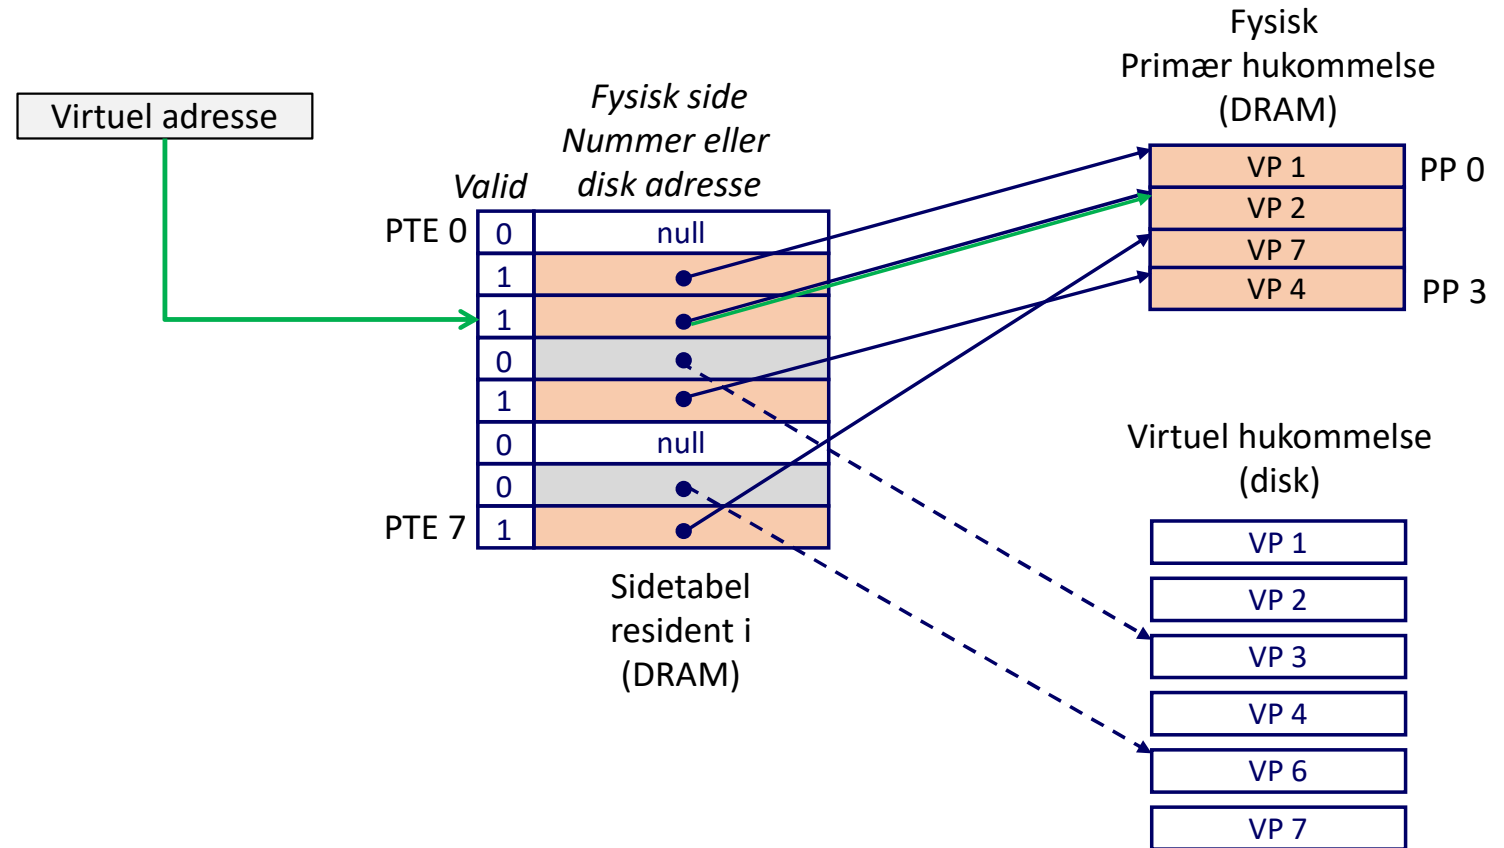 Virtuel adresse
Fysisk side
Nummer eller
disk adresse
Valid
PTE 0
0
null
1
1
0
1
0
null
0
PTE 7
1
Sidetabel
resident i
(DRAM)
Fysisk
Primær hukommelse
(DRAM)
VP 1
PP 0
VP 2
VP 7
VP 4
PP 3
Virtuel hukommelse
(disk)
VP 1
VP 2
VP 3
VP 4
VP 6
VP 7